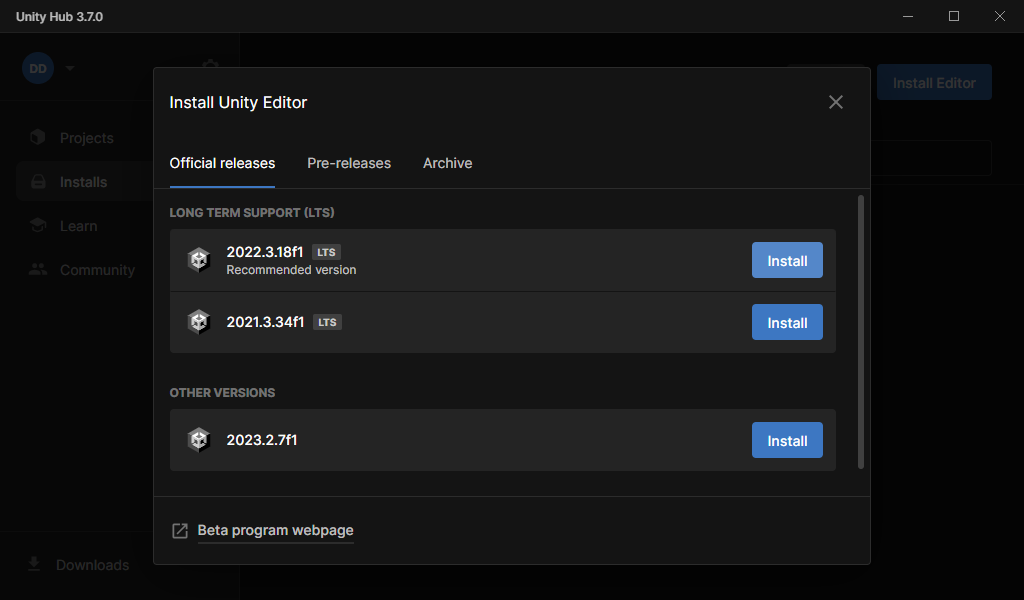 Unity Hub 3.7.0
DD
Install Editor
Projects
Installs
Learn
Community
Downloads
Install Unity Editor
Official releases Pre-releases Archive
LONG TERM SUPPORT (LTS)
2022.3.18f1 LTS
Recommended version
Install
2021.3.34f1 LTS
Install
OTHER VERSIONS
2023.2.7f1
Install
Beta program webpage